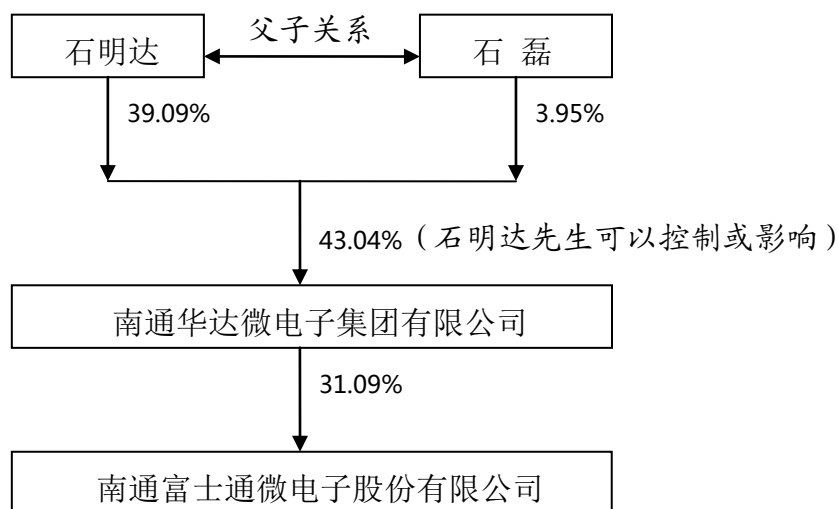 石明达
父子关系
石 磊
39.09%
3.95%
43.04%（石明达先生可以控制或影响）
南通华达微电子集团有限公司
31.09%
南通富士通微电子股份有限公司